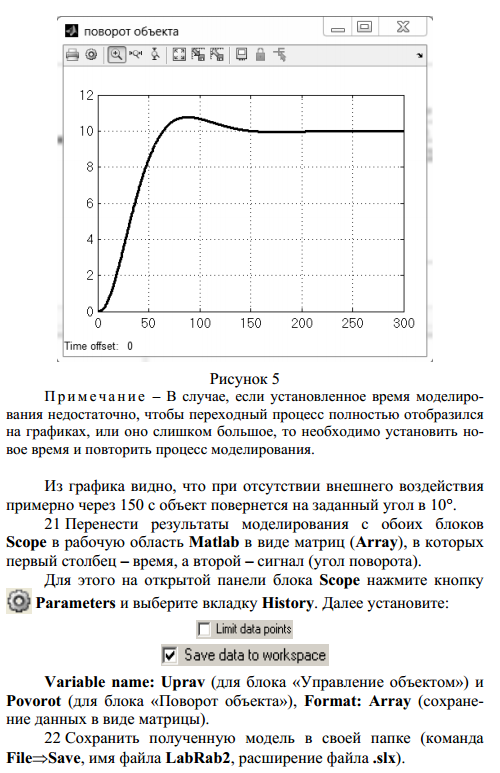 поворот объекта
12
10
8
6
4
2
0
0 50 100 150 200 250 300
Time offset: 0
Рисунок 5
Примечание – В случае, если установленное время моделиро-
вания недостаточно, чтобы переходный процесс полностью отобразился
на графиках, или оно слишком большое, то необходимо установить но-
вое время и повторить процесс моделирования.
Из графика видно, что при отсутствии внешнего воздействия
примерно через 150 с объект повернется на заданный угол в 10°.
21 Перенести результаты моделирования с обоих блоков
Scope в рабочую область Matlab в виде матриц (Array), в которых
первый столбец – время, а второй – сигнал (угол поворота).
Для этого на открытой панели блока Scope нажмите кнопку
Parameters и выберите вкладку History. Далее установите:
Limit data points
Save data to workspace
Variable name: Uprav (для блока «Управление объектом») и
Povorot (для блока «Поворот объекта»), Format: Array (сохране-
ние данных в виде матрицы).
22 Сохранить полученную модель в своей папке (команда
File⇒Save, имя файла LabRab2, расширение файла .slx).